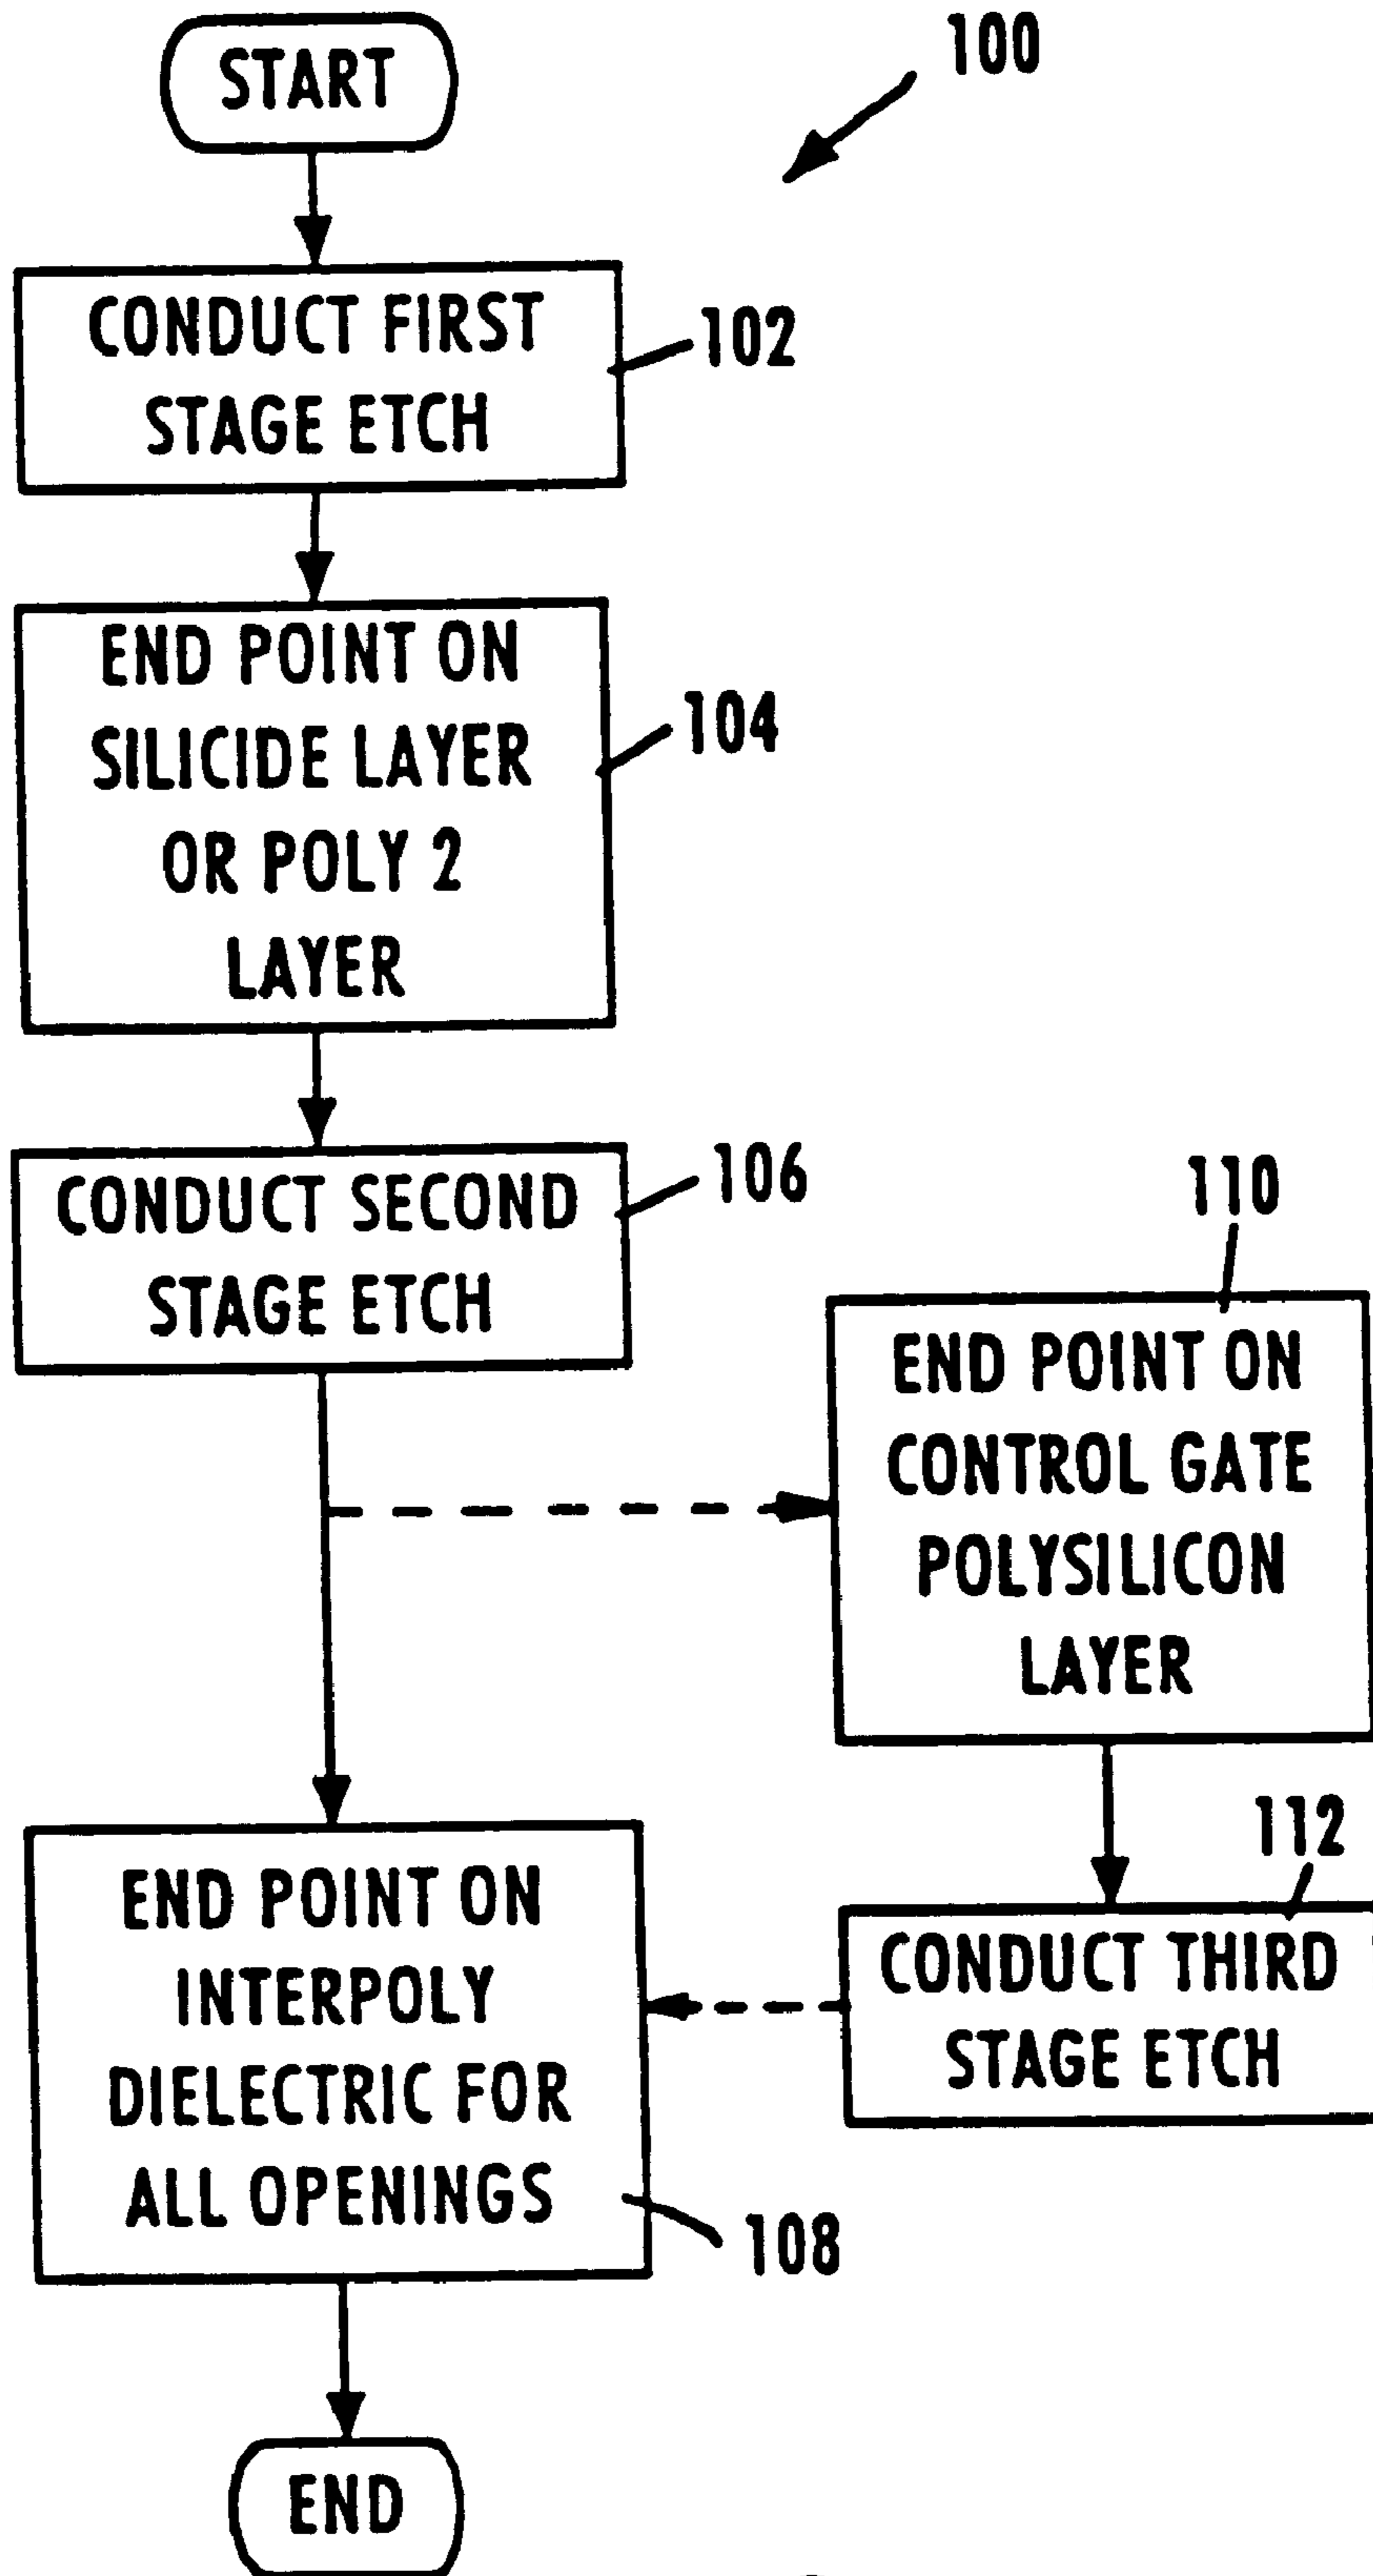 START
100
CONDUCT FIRST
STAGE ETCH
102
END POINT ON
SILICIDE LAYER
OR POLY 2
LAYER
104
CONDUCT SECOND
STAGE ETCH
106
110
END POINT ON
CONTROL GATE
POLYSILICON
LAYER
112
CONDUCT THIRD
STAGE ETCH
END POINT ON
INTERPOLY
DIELECTRIC FOR
ALL OPENINGS
108
END